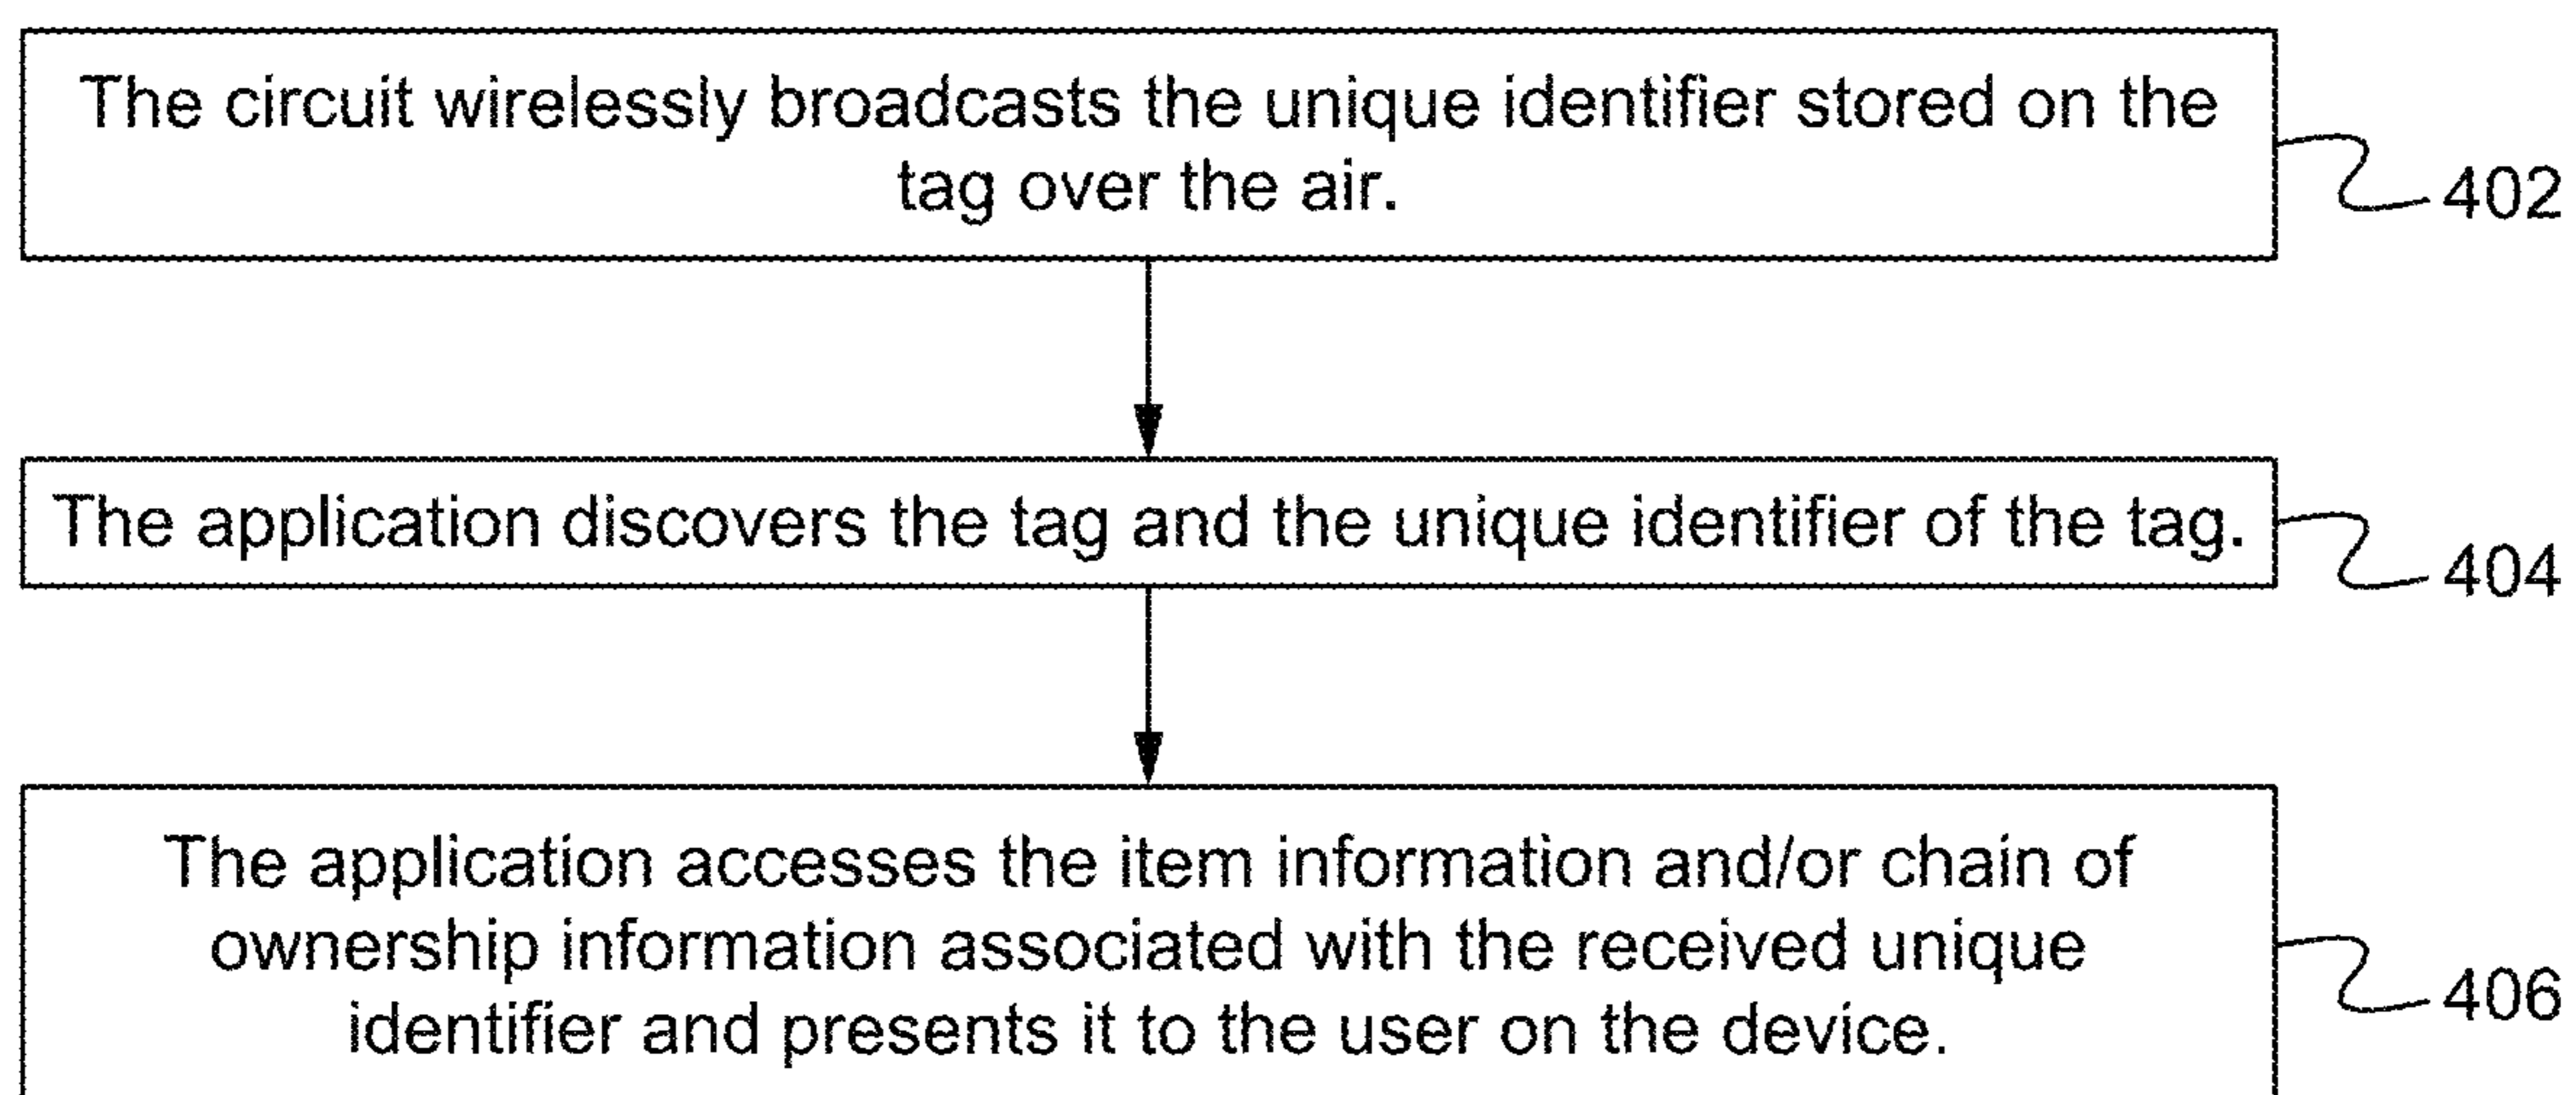 The circuit wirelessly broadcasts the unique identifier stored on the
tag over the air.
402
The application discovers the tag and the unique identifier of the tag.
404
The application accesses the item information and/or chain of
ownership information associated with the received unique
identifier and presents it to the user on the device.
406